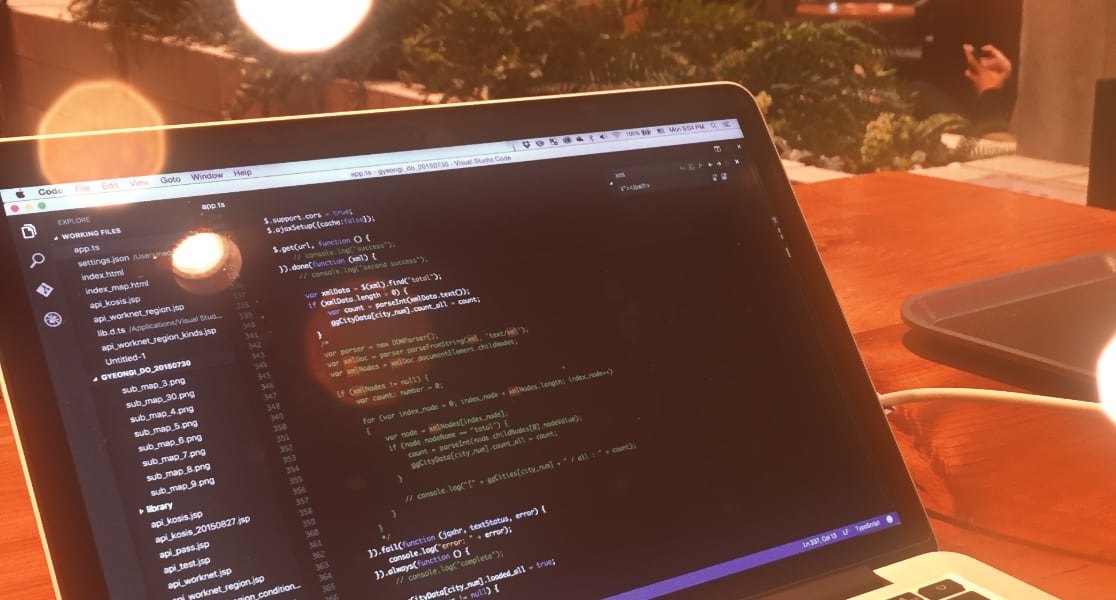 Code File Edit View Goto Window Help
100% Mon 9:04 PM
app.ts - gyeongi_do_20150730 - Visual Studio Code
EXPLORE
WORKING FILES
app.ts
settings.json
index.html
index_map.html
api_kosis.jsp
api_worknet_region.jsp
lib.d.ts /Applications/Visual Stud...
api_worknet_region_kinds.jsp
Untitled-1
GYEONGI_DO_20150730
sub_map_3.png
sub_map_30.png
sub_map_4.png
sub_map_5.png
sub_map_6.png
sub_map_7.png
sub_map_8.png
sub_map_9.png
library
api_kosis.jsp
api_kosis_20150827.jsp
api_pass.jsp
api_test.jsp
api_worknet.jsp
api_worknet_region.jsp
app.ts
$.support.cors = true;
$.ajaxSetup({cache:false});
$.get(url, function () {
// console.log("success");
}).done(function (xml) {
// console.log("second success");
var xmlData = $(xml).find("total");
if (xmlData.length > 0) {
var count = parseInt(xmlData.text());
ggCityData[city_num].count_all = count;
}
/*
var parser = new DOMParser();
var xmlDoc = parser.parseFromString(xml, "text/xml");
var xmlNodes = xmlDoc.documentElement.childNodes;
if (xmlNodes != null) {
var count: number = 0;
for (var index_node = 0, index_node < xmlNodes.length; index_node++)
{
var node = xmlNodes[index_node];
if (node.nodeName == "total") {
count = parseInt(node.childNodes[0].nodeValue);
ggCityData[city_num].count_all = count;
}
// console.log("[" + ggCities[city_num] + " / all : " + count);
}
}
*/
}).fail(function (jqxhr, textStatus, error) {
console.log("error: " + error);
}).always(function () {
// console.log("complete");
ggCityData[city_num].loaded_all = true;
xml
Ln 337, Col 13 LF TypeScript